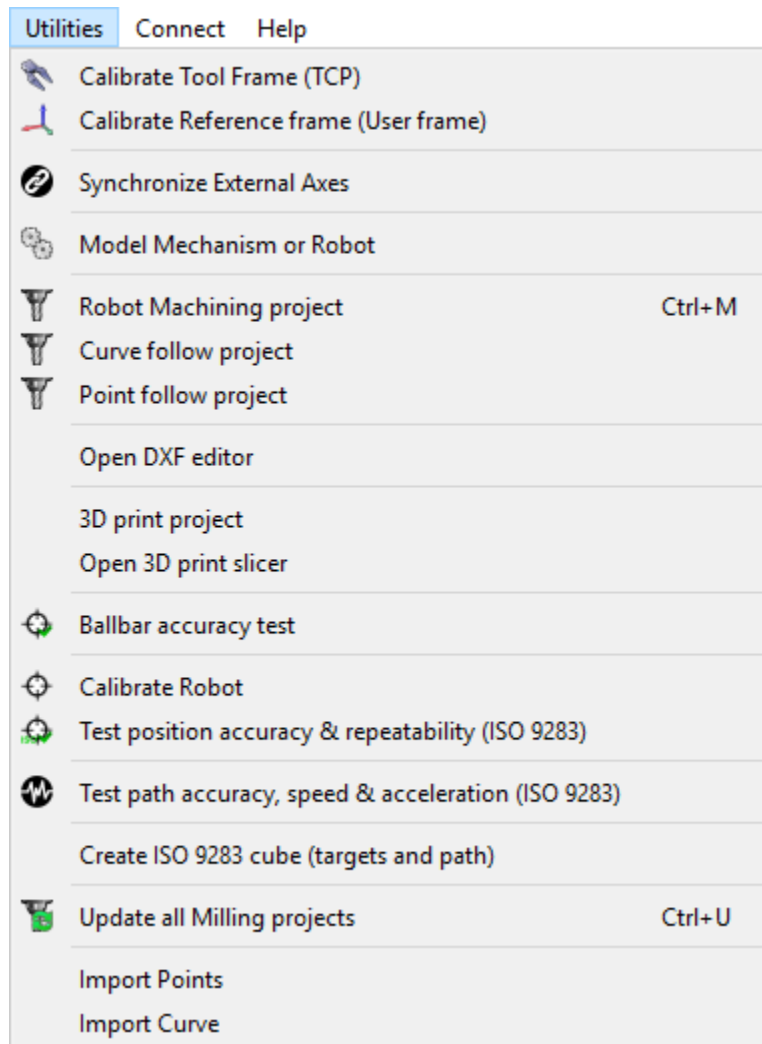 Utilities Connect Help
Calibrate Tool Frame (TCP)
Calibrate Reference frame (User frame)
Synchronize External Axes
Model Mechanism or Robot
Robot Machining project Ctrl+M
Curve follow project
Point follow project
Open DXF editor
3D print project
Open 3D print slicer
Ballbar accuracy test
Calibrate Robot
Test position accuracy & repeatability (ISO 9283)
Test path accuracy, speed & acceleration (ISO 9283)
Create ISO 9283 cube (targets and path)
Update all Milling projects Ctrl+U
Import Points
Import Curve